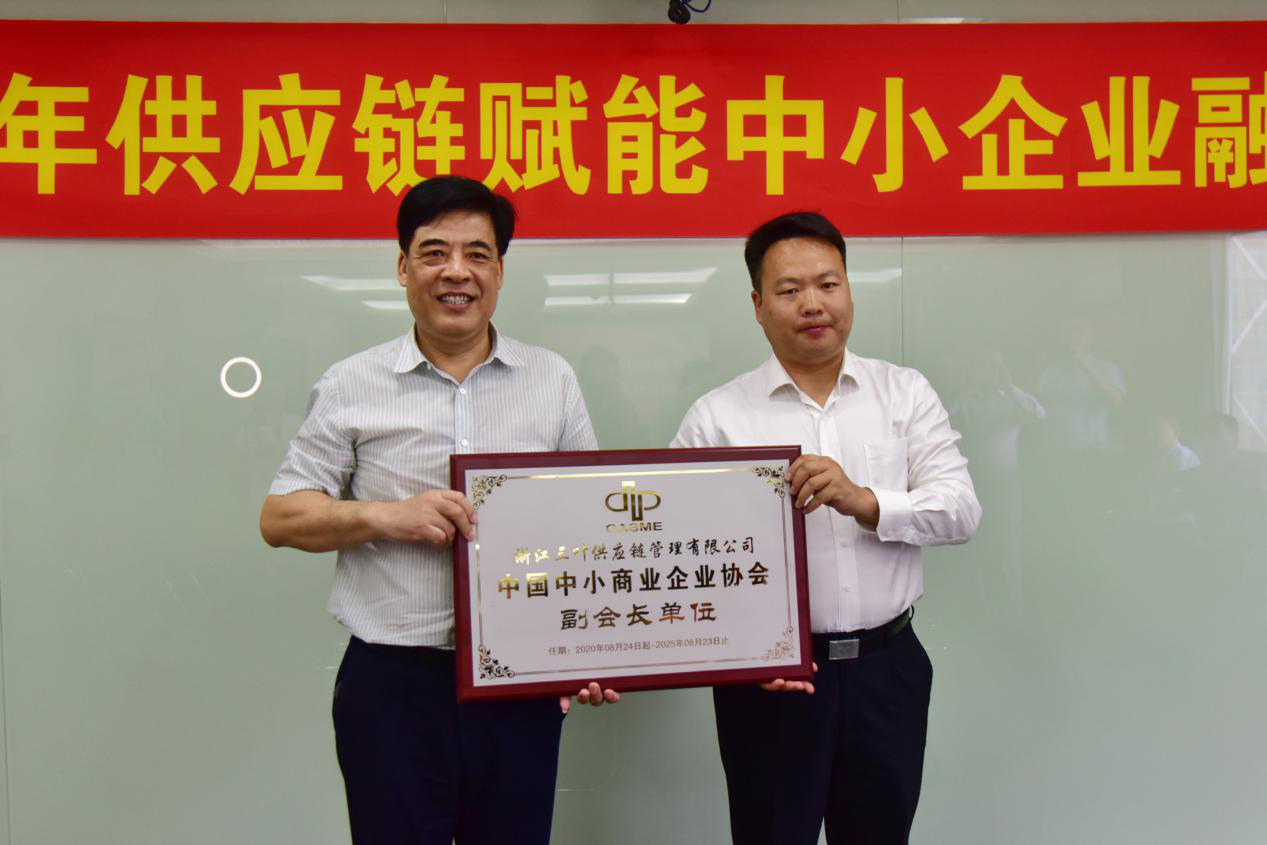 年供应链赋能中小企业融
CASME
浙江三叶供应链管理有限公司
中国中小商业企业协会
副会长单位
任期：2020年08月24日起-2025年08月23日止